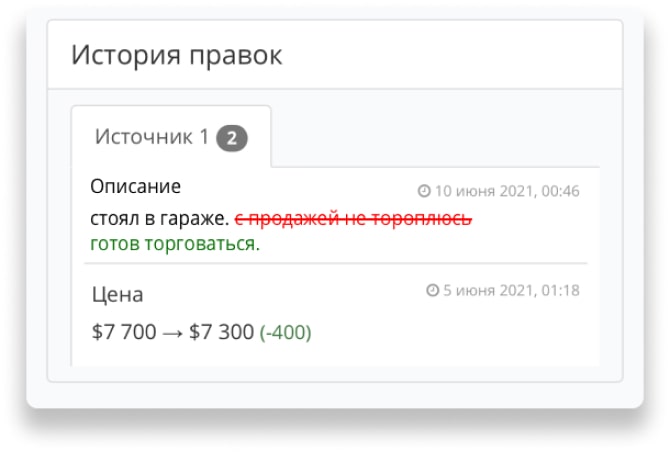 История правок
Источник 1 2
Описание 10 июня 2021, 00:46
стоял в гараже. с продажей не тороплюсь
готов торговаться.
Цена 5 июня 2021, 01:18
$7 700 → $7 300 (-400)